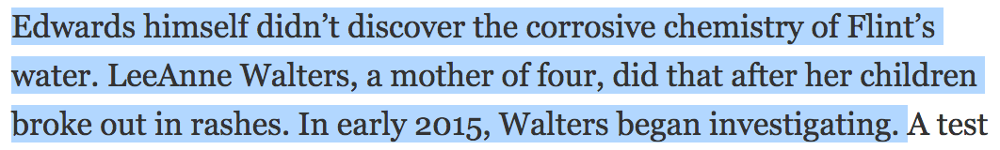 Edwards himself didn’t discover the corrosive chemistry of Flint’s
water. LeeAnne Walters, a mother of four, did that after her children
broke out in rashes. In early 2015, Walters began investigating. A test